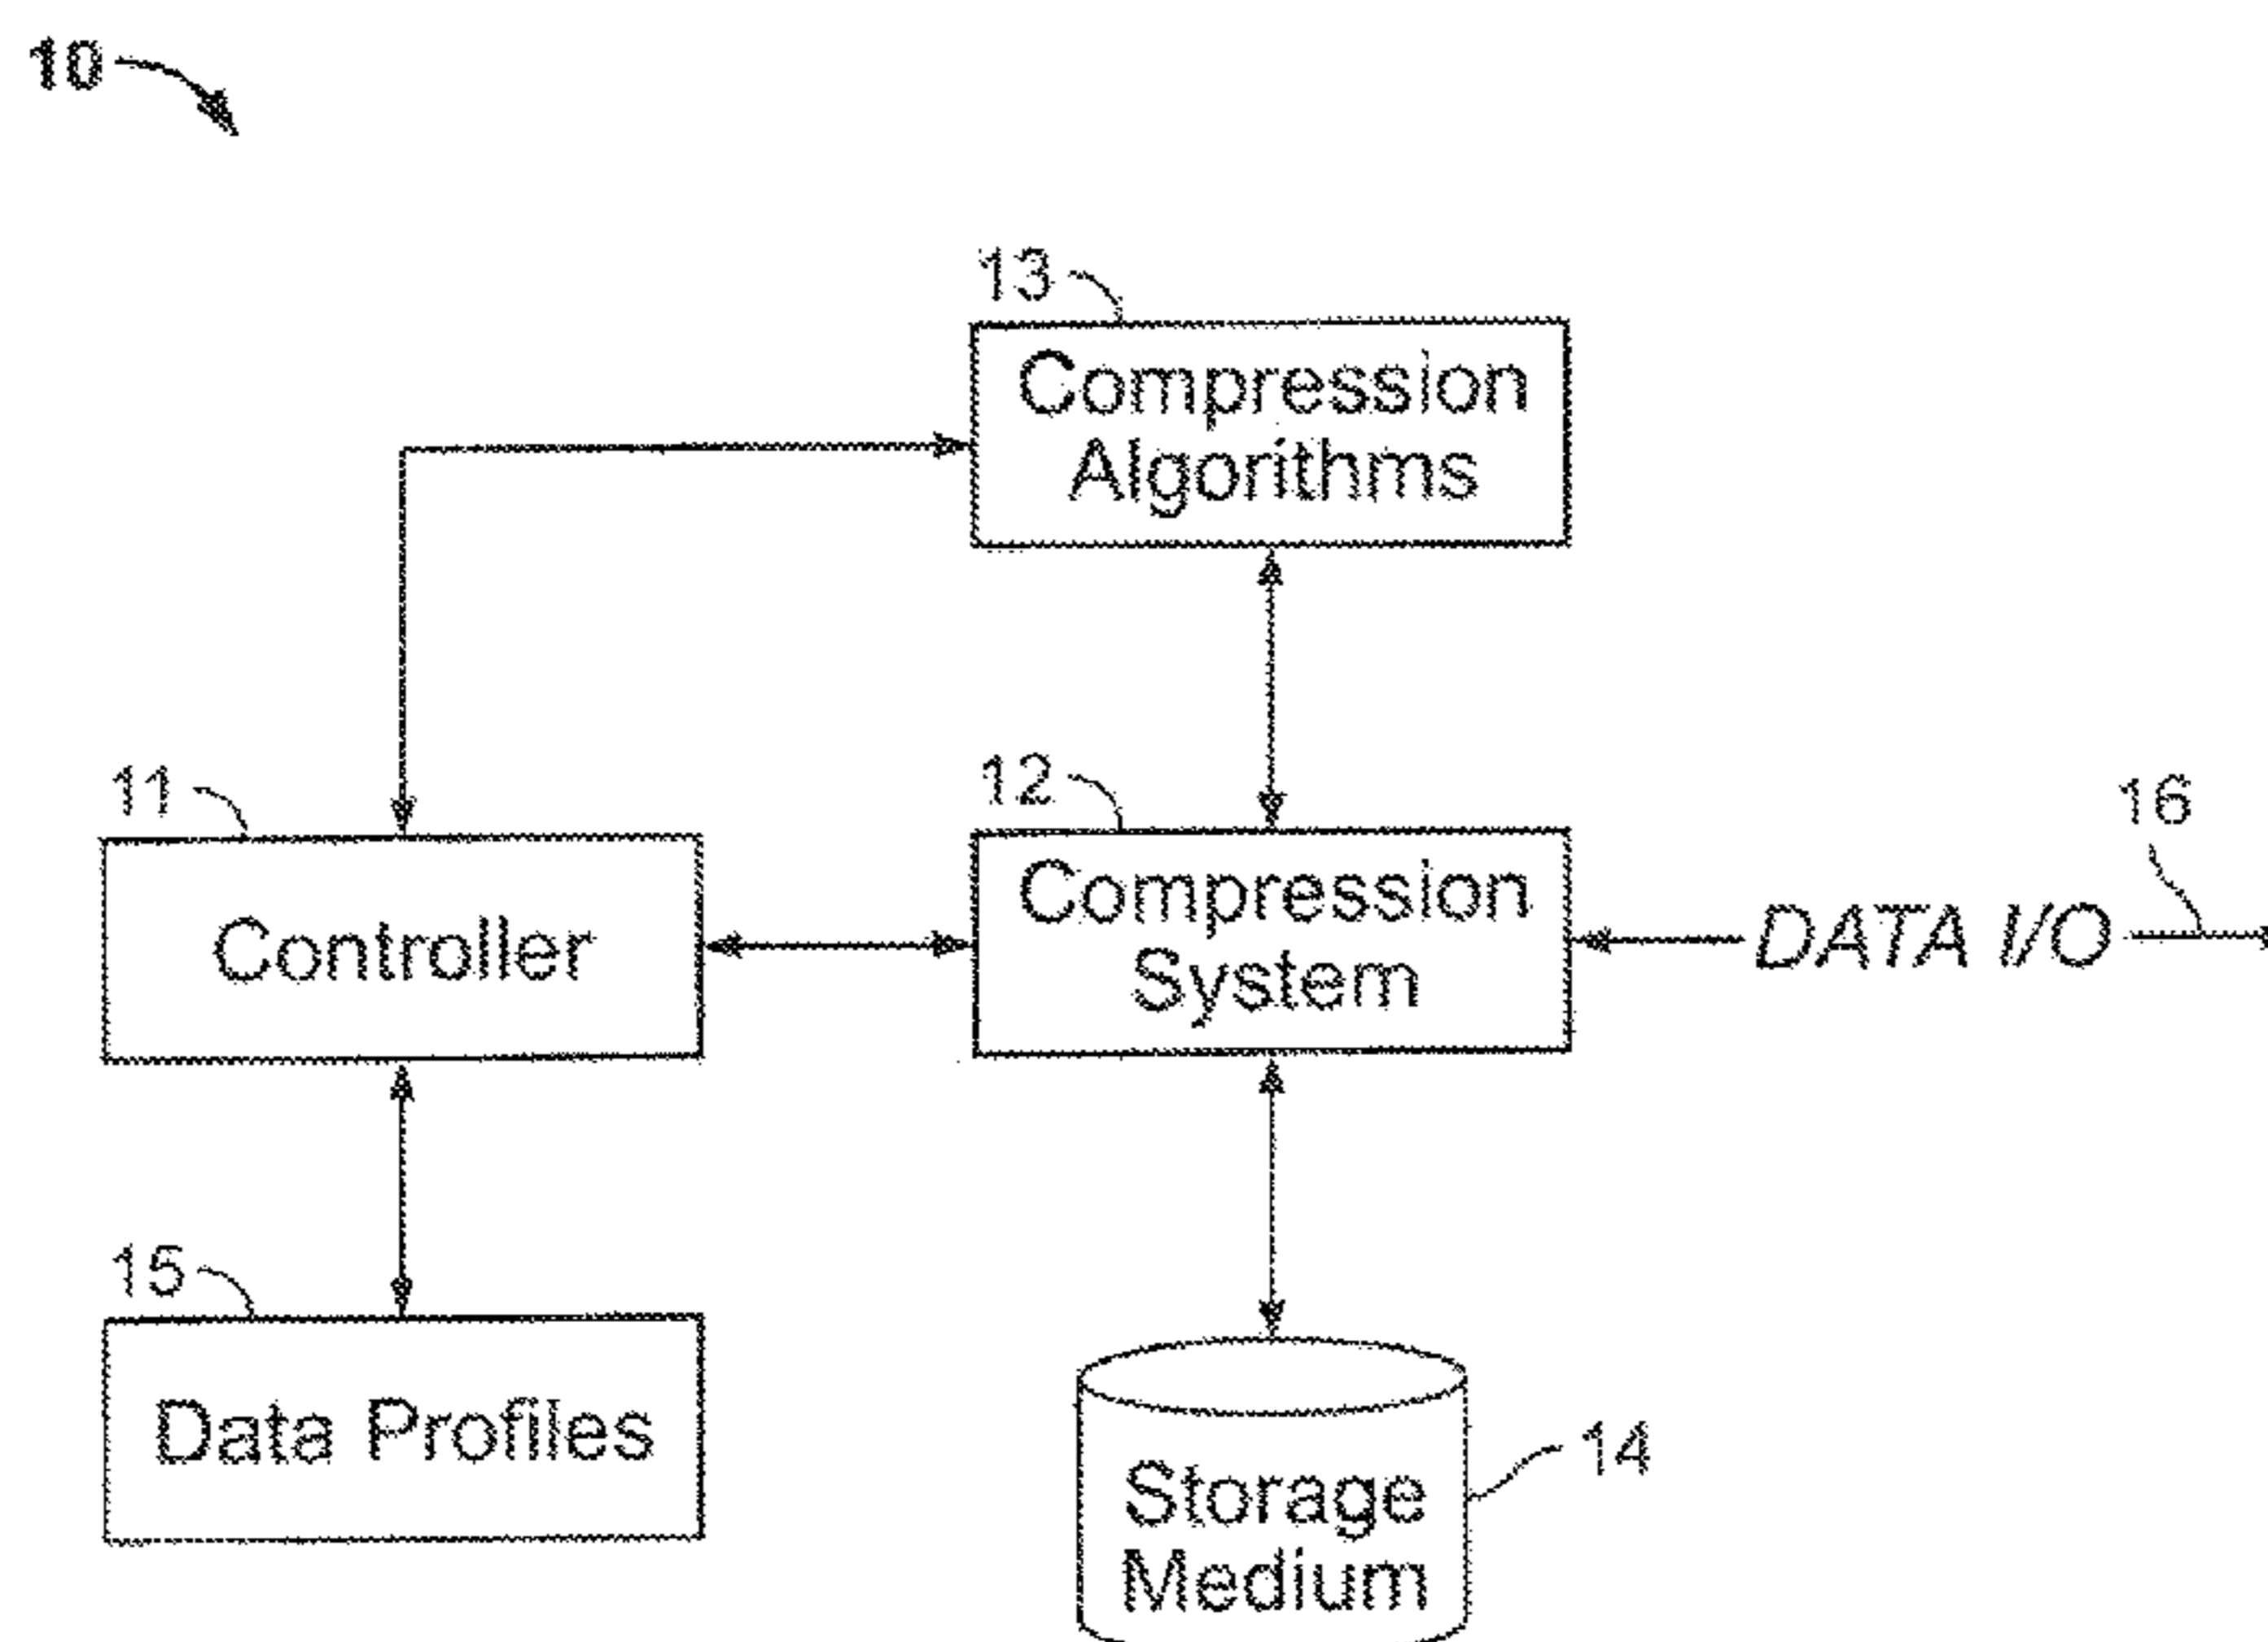 10
13
Compression
Algorithms
11
12
16
Controller
Compression
System
DATA I/O
15
Data Profiles
14
Storage
Medium